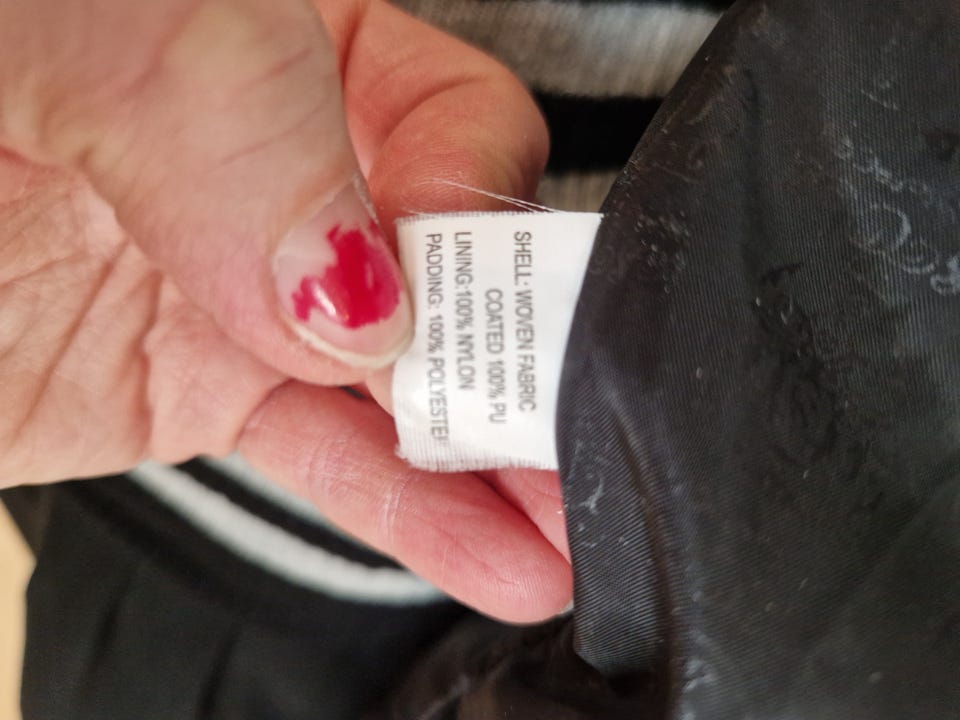 SHELL: WOVEN FABRIC
COATED 100% PU
LINING:100% NYLON
PADDING: 100% POLYESTER